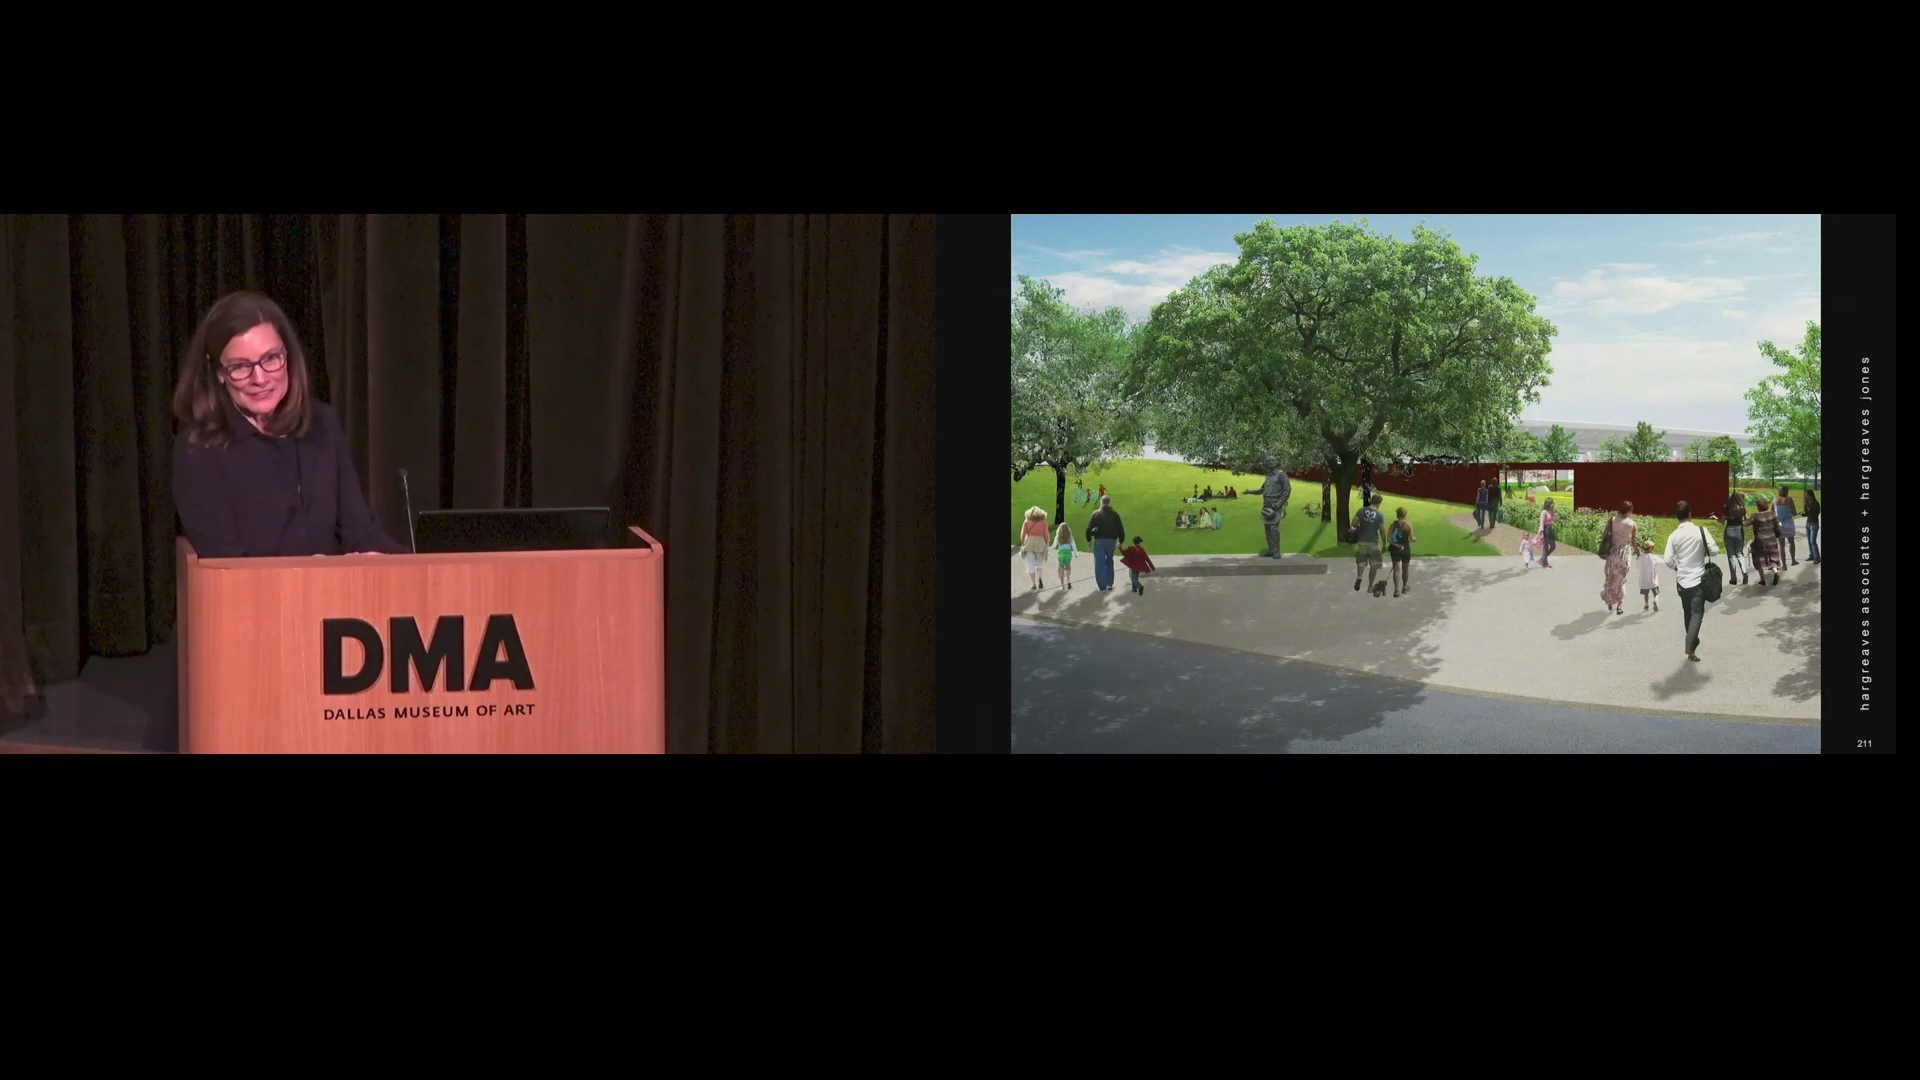 DMA
DALLAS MUSEUM OF ART
hargreaves associates + hargreaves jones
211